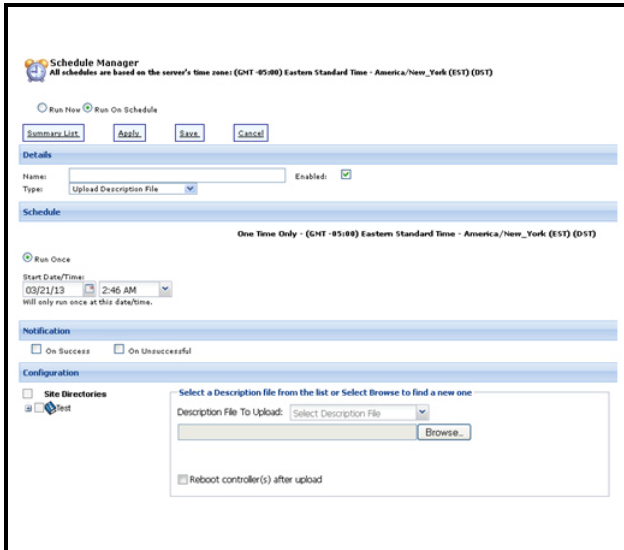 Schedule Manager
All schedules are based on the server's time zone: (GMT -05:00) Eastern Standard Time - America/New_York (EST) (DST)
Run Now Run On Schedule
Summary List Apply Save Cancel
Details
Name: Enabled:
Type: Upload Description File
Schedule
One Time Only - (GMT -05:00) Eastern Standard Time - America/New_York (EST) (DST)
Run Once
Start Date/Time:
03/21/13 2:46 AM
Will only run once at this date/time.
Notification
On Success On Unsuccessful
Configuration
Site Directories
Test
Select a Description file from the list or Select Browse to find a new one
Description File To Upload: Select Description File
Browse..
Reboot controller(s) after upload